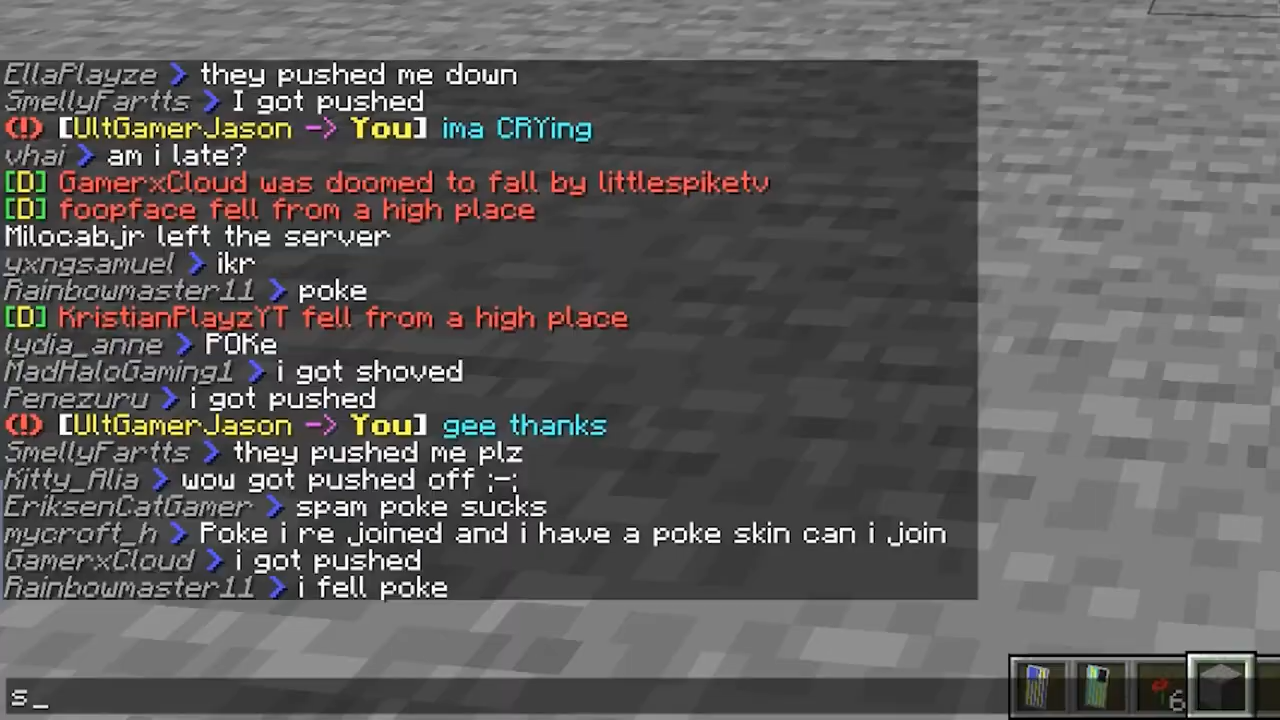 EllaPlayze > they pushed me down
SmellyFartts > I got pushed
(!) [UltGamerJason -> You] ima CRYing
vhai > am i late?
[D] GamerxCloud was doomed to fall by littlespiketv
[D] foopface fell from a high place
Milocabjr left the server
yxngsamuel > ikr
Rainbowmaster11 > poke
[D] KristianPlayzYT fell from a high place
lydia_anne > POKe
MadHaloGaming1 > i got shoved
Penezuru > i got pushed
(!) [UltGamerJason -> You] gee thanks
SmellyFartts > they pushed me plz
Kitty_Alia > wow got pushed off ;-;
EriksenCatGamer > spam poke sucks
mycroft_h > Poke i re joined and i have a poke skin can i join
GamerxCloud > i got pushed
Rainbowmaster11 > i fell poke
6
s_